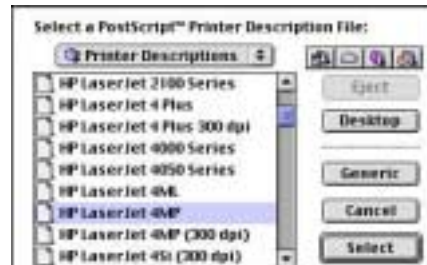 Select a PostScript™ Printer Description File:
Printer Descriptions
HP LaserJet 2100 Series
HP LaserJet 4 Plus
HP LaserJet 4 Plus 300 dpi
HP LaserJet 4000 Series
HP LaserJet 4050 Series
HP LaserJet 4ML
HP LaserJet 4MP
HP LaserJet 4MP (300 dpi)
HP LaserJet 4Si (300 dpi)
Eject
Desktop
Generic
Cancel
Select